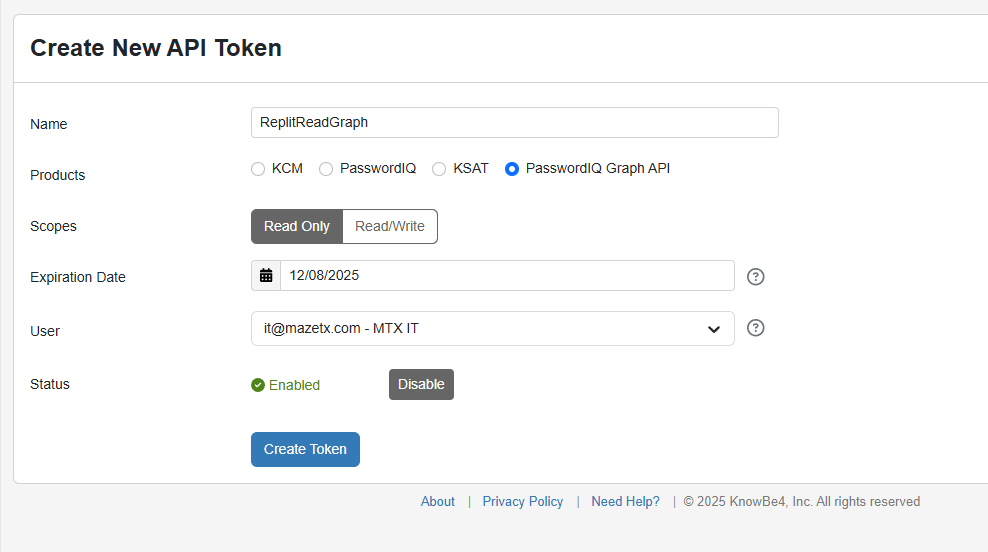 Create New API Token
Name ReplitReadGraph
Products KCM PasswordIQ KSAT PasswordIQ Graph API
Scopes Read Only Read/Write
Expiration Date 12/08/2025 ?
User it@mazetx.com - MTX IT ?
Status Enabled Disable
Create Token
About | Privacy Policy | Need Help? | © 2025 KnowBe4, Inc. All rights reserved